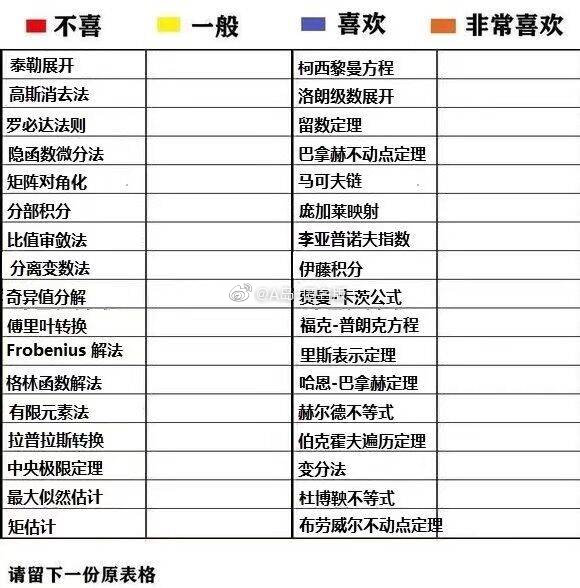 不喜 一般 喜欢 非常喜欢
泰勒展开 柯西黎曼方程
高斯消去法 洛朗级数展开
罗必达法则 留数定理
隐函数微分法 巴拿赫不动点定理
矩阵对角化 马可夫链
分部积分 庞加莱映射
比值审敛法 李亚普诺夫指数
分离变数法 伊藤积分
奇异值分解 费曼-卡茨公式
傅里叶转换 福克-普朗克方程
Frobenius 解法 里斯表示定理
格林函数解法 哈恩-巴拿赫定理
有限元素法 赫尔德不等式
拉普拉斯转换 伯克霍夫遍历定理
中央极限定理 变分法
最大似然估计 杜博鞅不等式
矩估计 布劳威尔不动点定理
请留下一份原表格